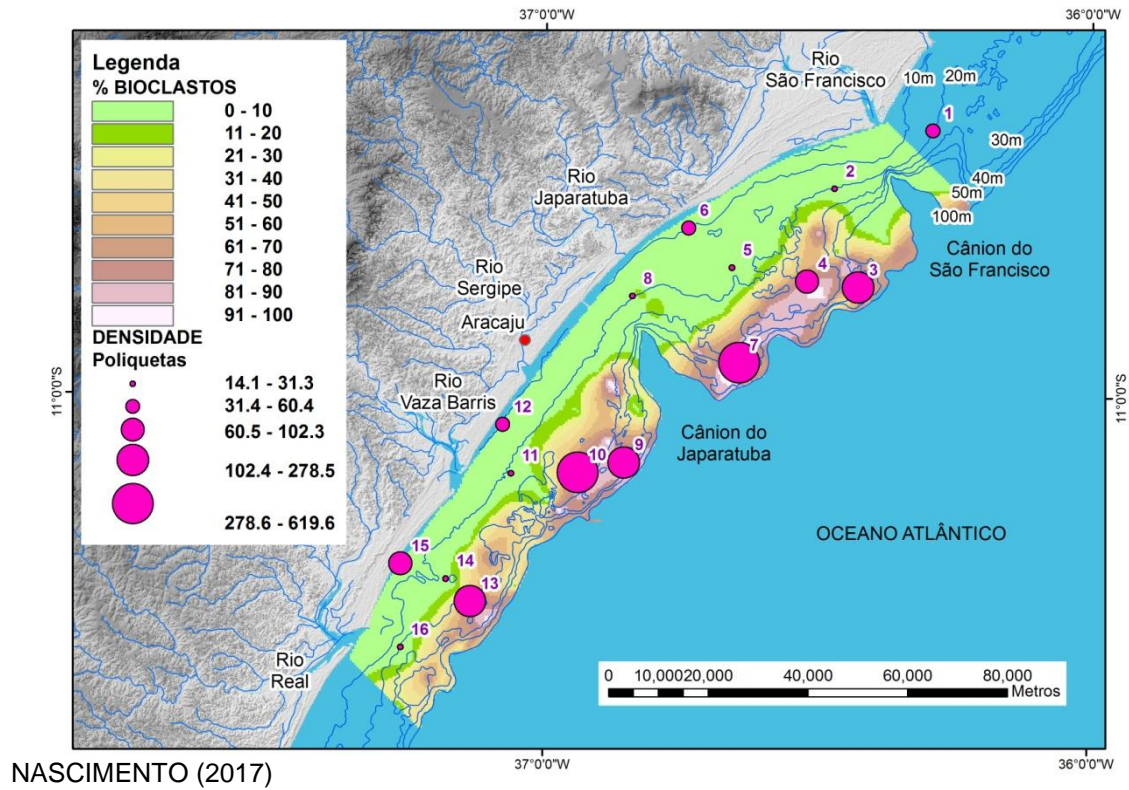 37°0'0"W
36°0'0"W
Legenda
% BIOCLASTOS
0 - 10
11 - 20
21 - 30
31 - 40
41 - 50
51 - 60
61 - 70
71 - 80
81 - 90
91 - 100
DENSIDADE
Poliquetas
14.1 - 31.3
31.4 - 60.4
60.5 - 102.3
102.4 - 278.5
278.6 - 619.6
Rio
São Francisco
10m
20m
1
30m
2
40m
50m
100m
Rio
Japaratuba
6
Cânion do
São Francisco
5
4
3
Rio
Sergipe
8
Aracaju
7
Rio
Vaza Barris
11°0'0"S
11°0'0"S
12
Cânion do
Japaratuba
11
10
9
OCEANO ATLÂNTICO
15
14
13
16
Rio
Real
0
10,000
20,000
40,000
60,000
80,000
Metros
37°0'0"W
36°0'0"W
NASCIMENTO (2017)